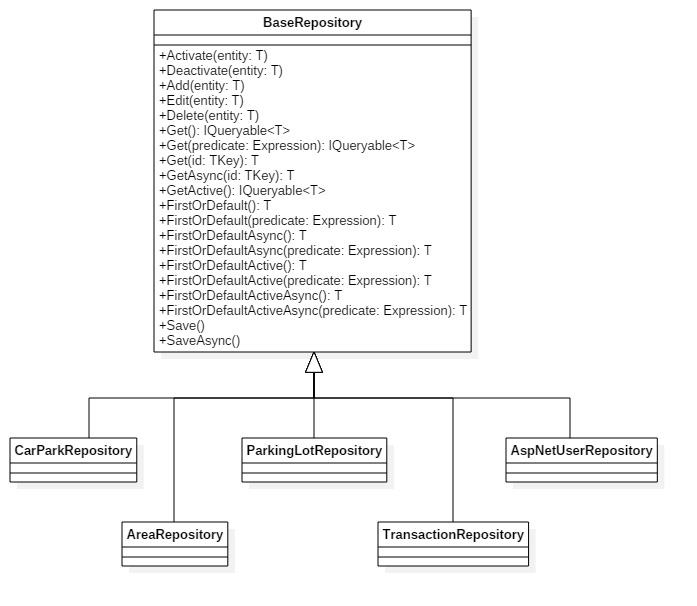 BaseRepository
+Activate(entity: T)
+Deactivate(entity: T)
+Add(entity: T)
+Edit(entity: T)
+Delete(entity: T)
+Get(): IQueryable<T>
+Get(predicate: Expression): IQueryable<T>
+Get(id: TKey): T
+GetAsync(id: TKey): T
+GetActive(): IQueryable<T>
+FirstOrDefault(): T
+FirstOrDefault(predicate: Expression): T
+FirstOrDefaultAsync(): T
+FirstOrDefaultAsync(predicate: Expression): T
+FirstOrDefaultActive(): T
+FirstOrDefaultActive(predicate: Expression): T
+FirstOrDefaultActiveAsync(): T
+FirstOrDefaultActiveAsync(predicate: Expression): T
+Save()
+SaveAsync()
CarParkRepository
ParkingLotRepository
AspNetUserRepository
AreaRepository
TransactionRepository